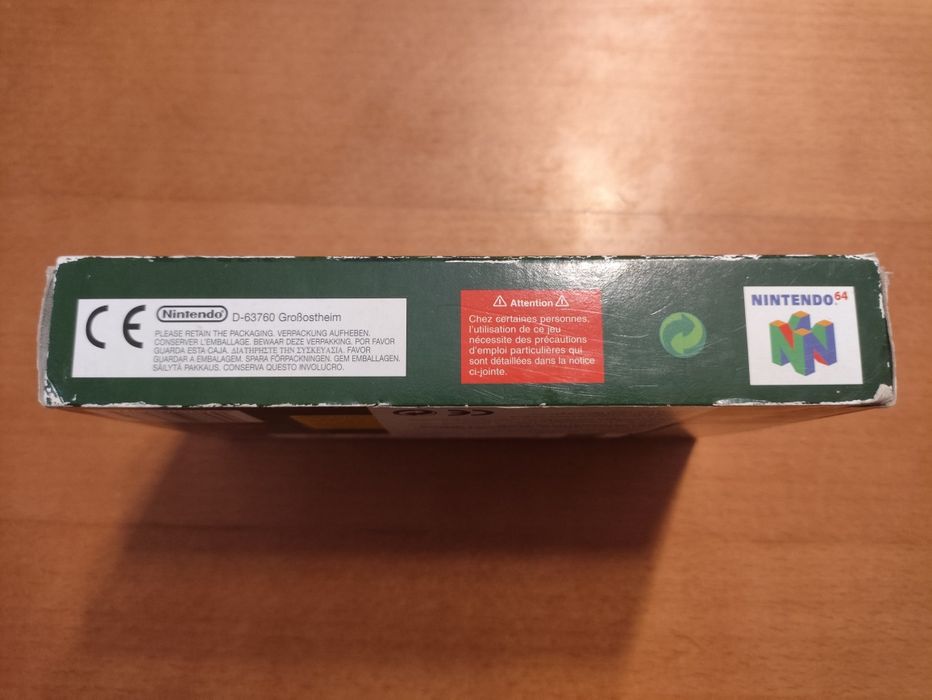 CE
Nintendo D-63760 Großostheim
PLEASE RETAIN THE PACKAGING. VERPACKUNG AUFHEBEN.
CONSERVER L'EMBALLAGE. BEWAAR DEZE VERPAKKING. POR FAVOR
GUARDA ESTA CAJA. ΔΙΑΤΗΡΗΣΤΕ ΤΗΝ ΣΥΣΚΕΥΑΣΙΑ. FAVOR
GUARDAR A EMBALAGEM. SPARA FÖRPACKNINGEN. GEM EMBALLAGEN.
SÄILYTÄ PAKKAUS. CONSERVA QUESTO INVOLUCRO.
Attention
Chez certaines personnes,
l'utilisation de ce jeu
nécessite des précautions
d'emploi particulières qui
sont détaillées dans la notice
ci-jointe.
NINTENDO 64